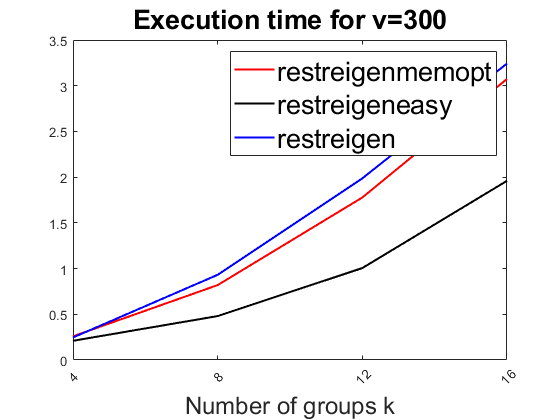 Execution time for v=300
3.5
3
2.5
2
1.5
1
0.5
0
restreigenmemopt
restreigeneasy
restreigen
4 8 12 16
Number of groups k